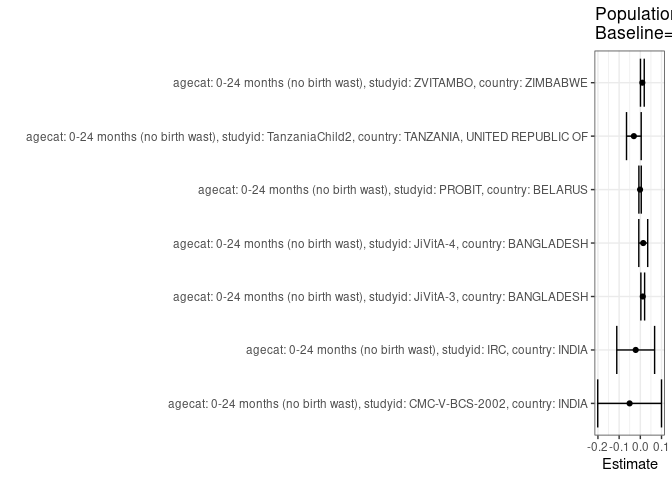 Population
Baseline=
agecat: 0-24 months (no birth wast), studyid: ZVITAMBO, country: ZIMBABWE
agecat: 0-24 months (no birth wast), studyid: TanzaniaChild2, country: TANZANIA, UNITED REPUBLIC OF
agecat: 0-24 months (no birth wast), studyid: PROBIT, country: BELARUS
agecat: 0-24 months (no birth wast), studyid: JiVitA-4, country: BANGLADESH
agecat: 0-24 months (no birth wast), studyid: JiVitA-3, country: BANGLADESH
agecat: 0-24 months (no birth wast), studyid: IRC, country: INDIA
agecat: 0-24 months (no birth wast), studyid: CMC-V-BCS-2002, country: INDIA
-0.2 -0.1 0.0 0.1
Estimate